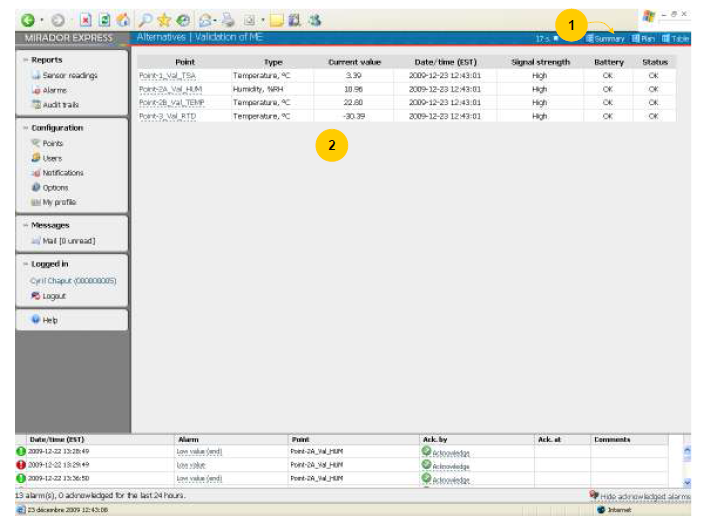 1
MIRADOR EXPRESS Alternatives | Validation of ME 17 s Summary Plan Table
Reports
Sensor readings
Alarms
Audit trails
Configuration
Points
Users
Notifications
Options
My profile
Messages
Mail [0 unread]
Logged in
Cyril Chaput (000000005)
Logout
Help
Point Type Current value Date/time (EST) Signal strength Battery Status
Point-1_Val_TSA Temperature, ºC 3.39 2009-12-23 12:43:01 High OK OK
Point-2A_Val_HUM Humidity, %RH 10.96 2009-12-23 12:43:01 High OK OK
Point-2B_Val_TEMP Temperature, ºC 22.60 2009-12-23 12:43:01 High OK OK
Point-3_Val_RTD Temperature, ºC -30.39 2009-12-23 12:43:01 High OK OK
2
Date/time (EST) Alarm Point Ack. by Ack. at Comments
2009-12-22 13:28:49 Low value (end) Point-2A_Val_HUM Acknowledge
2009-12-22 13:29:49 Low value Point-2A_Val_HUM Acknowledge
2009-12-22 13:36:50 Low value (end) Point-2A_Val_HUM Acknowledge
13 alarm(s), 0 acknowledged for the last 24 hours. Hide acknowledged alarms
23 décembre 2009 12:43:08 Internet